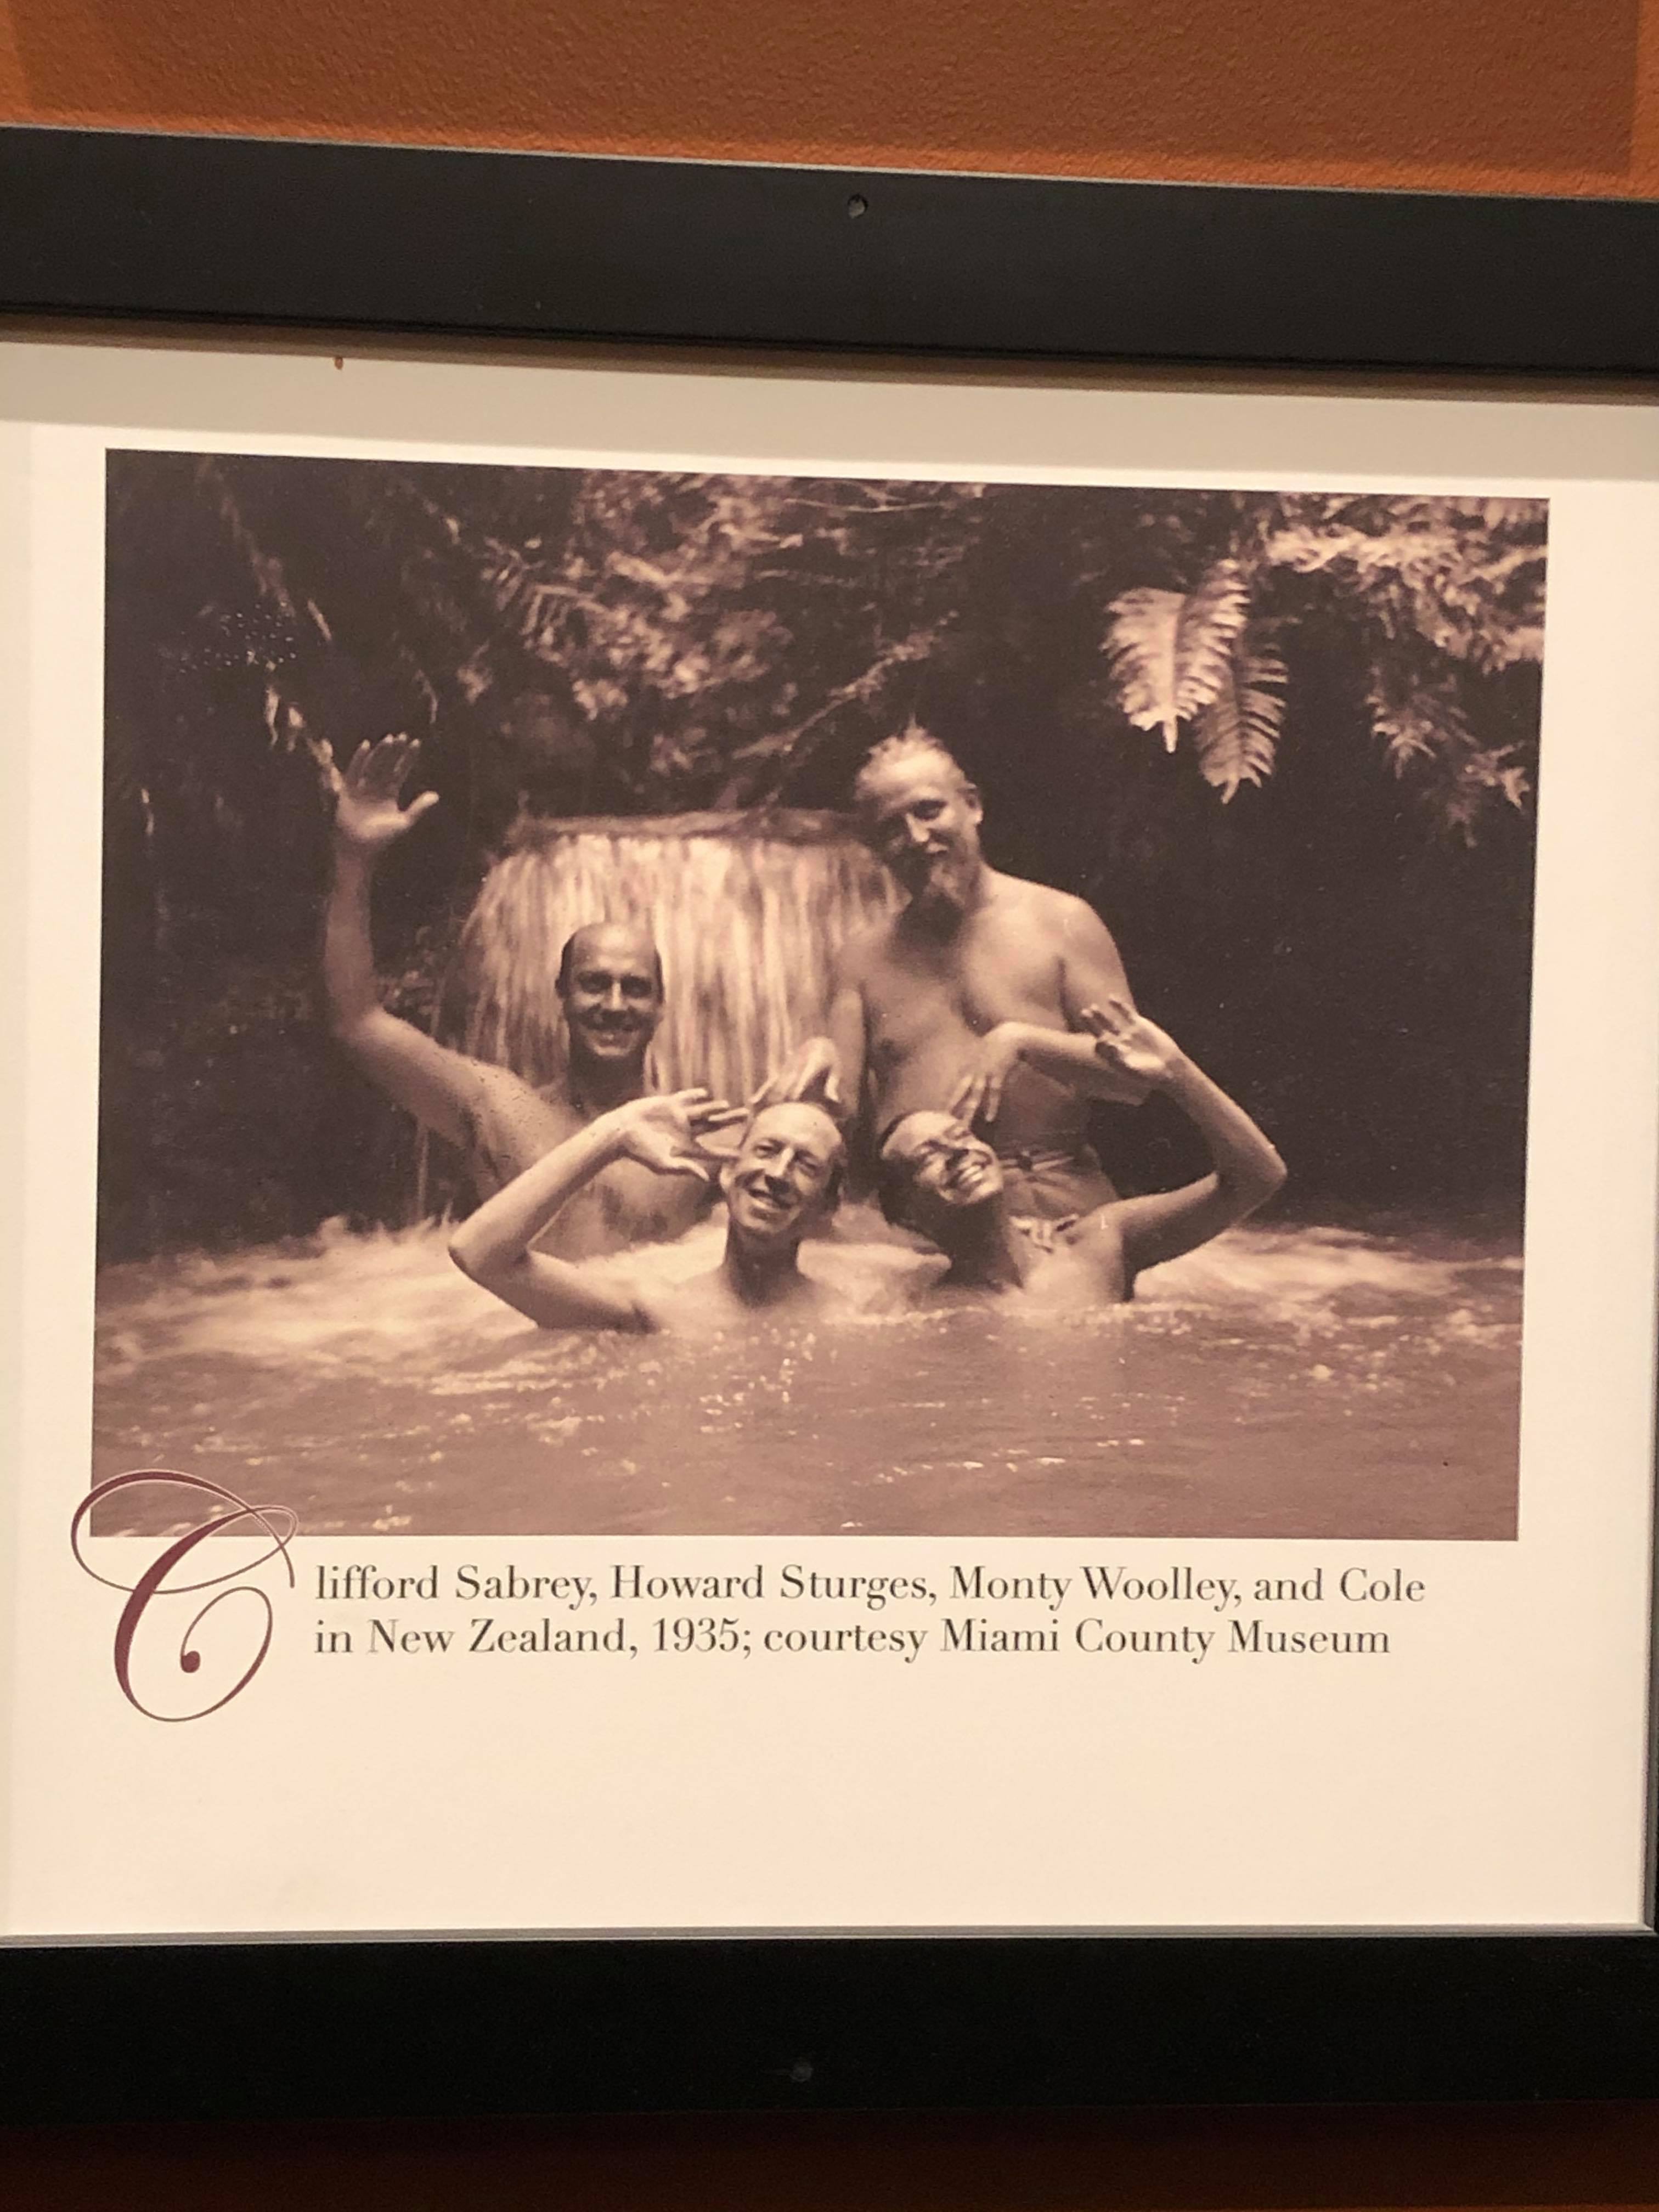 Clifford Sabrey, Howard Sturges, Monty Woolley, and Cole
in New Zealand, 1935; courtesy Miami County Museum